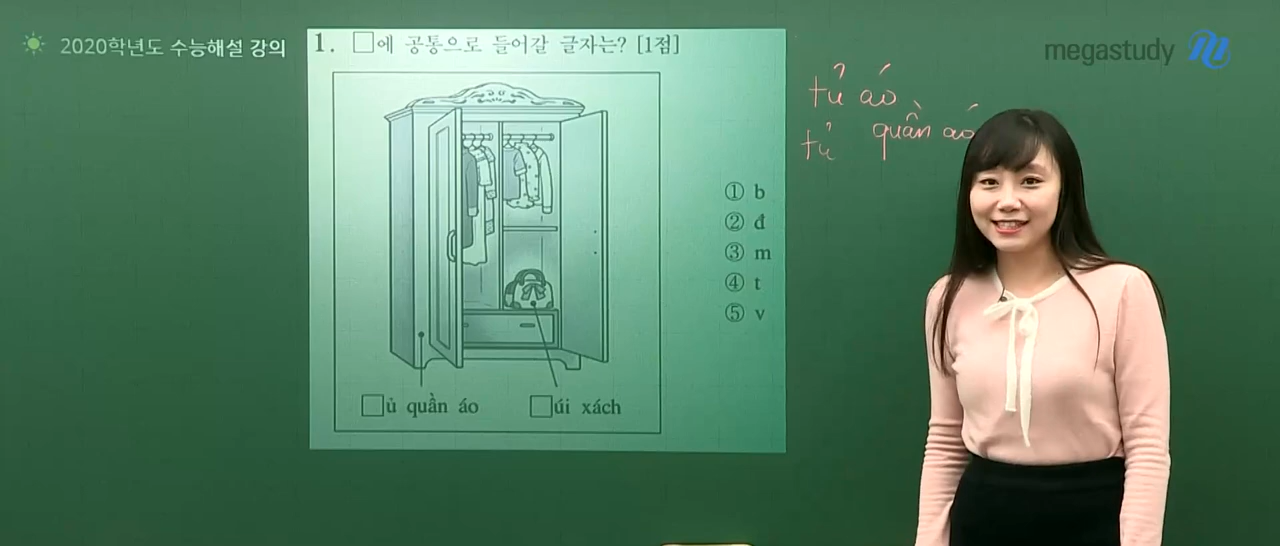 2020학년도 수능해설 강의
megastudy
1. □에 공통으로 들어갈 글자는? [1점]
tủ áo
tủ quần áo
① b
② đ
③ m
④ t
⑤ v
□ủ quần áo
□úi xách